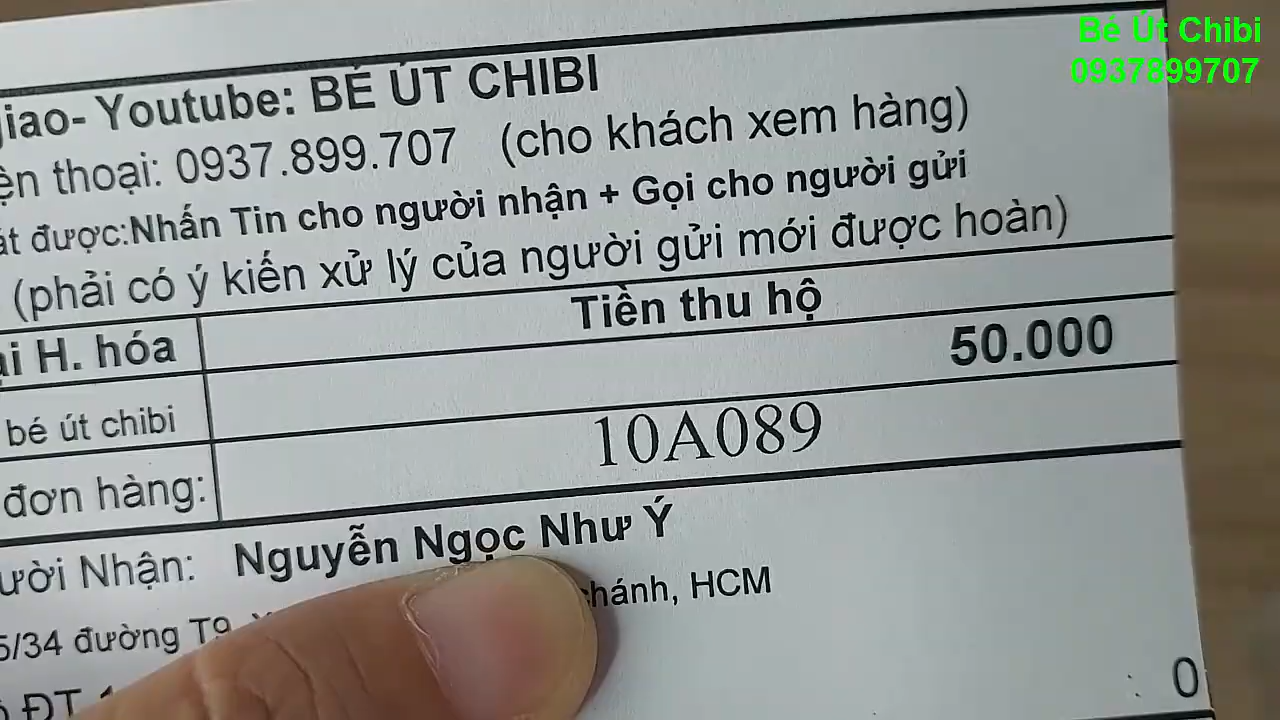 Bé Út Chibi
0937899707
giao- Youtube: BÉ ÚT CHIBI
ện thoại: 0937.899.707 (cho khách xem hàng)
át được:Nhấn Tin cho người nhận + Gọi cho người gửi
(phải có ý kiến xử lý của người gửi mới được hoàn)
ại H. hóa Tiền thu hộ
50.000
bé út chibi
đơn hàng: 10A089
ười Nhận: Nguyễn Ngọc Như Ý
5/34 đường T9, chánh, HCM
ĐT 0